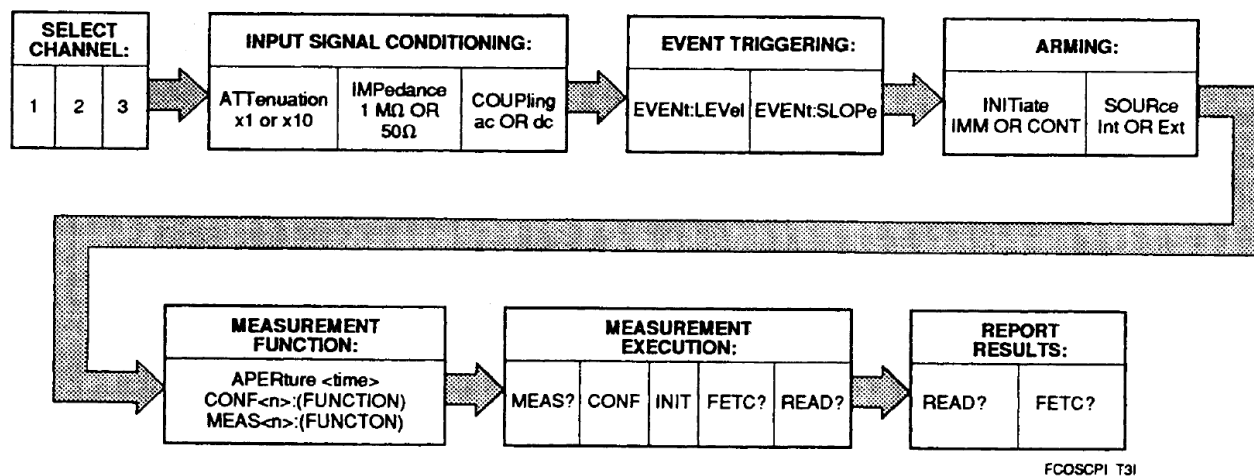 SELECT
CHANNEL:
1 2 3
INPUT SIGNAL CONDITIONING:
ATTenuation
x1 or x10
IMPedance
1 MΩ OR
50Ω
COUPling
ac OR dc
EVENT TRIGGERING:
EVENt:LEVel EVENt:SLOPe
ARMING:
INITiate
IMM OR CONT
SOURce
Int OR Ext
MEASUREMENT
FUNCTION:
APERture <time>
CONF<n>:(FUNCTION)
MEAS<n>:(FUNCTON)
MEASUREMENT
EXECUTION:
MEAS? CONF INIT FETC? READ?
REPORT
RESULTS:
READ? FETC?
FCOSCPI_T3I